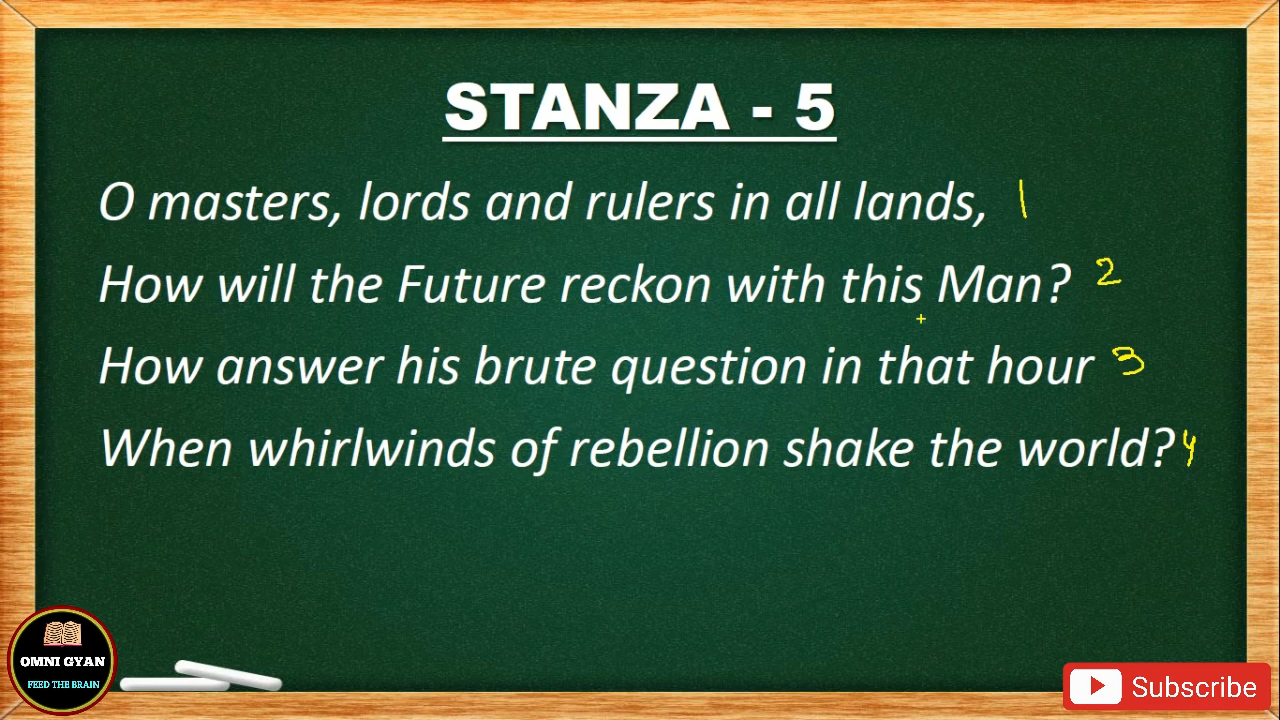 STANZA - 5
O masters, lords and rulers in all lands, 1
How will the Future reckon with this Man? 2
How answer his brute question in that hour 3
When whirlwinds of rebellion shake the world? 4
OMNI GYAN
FEED THE BRAIN
Subscribe